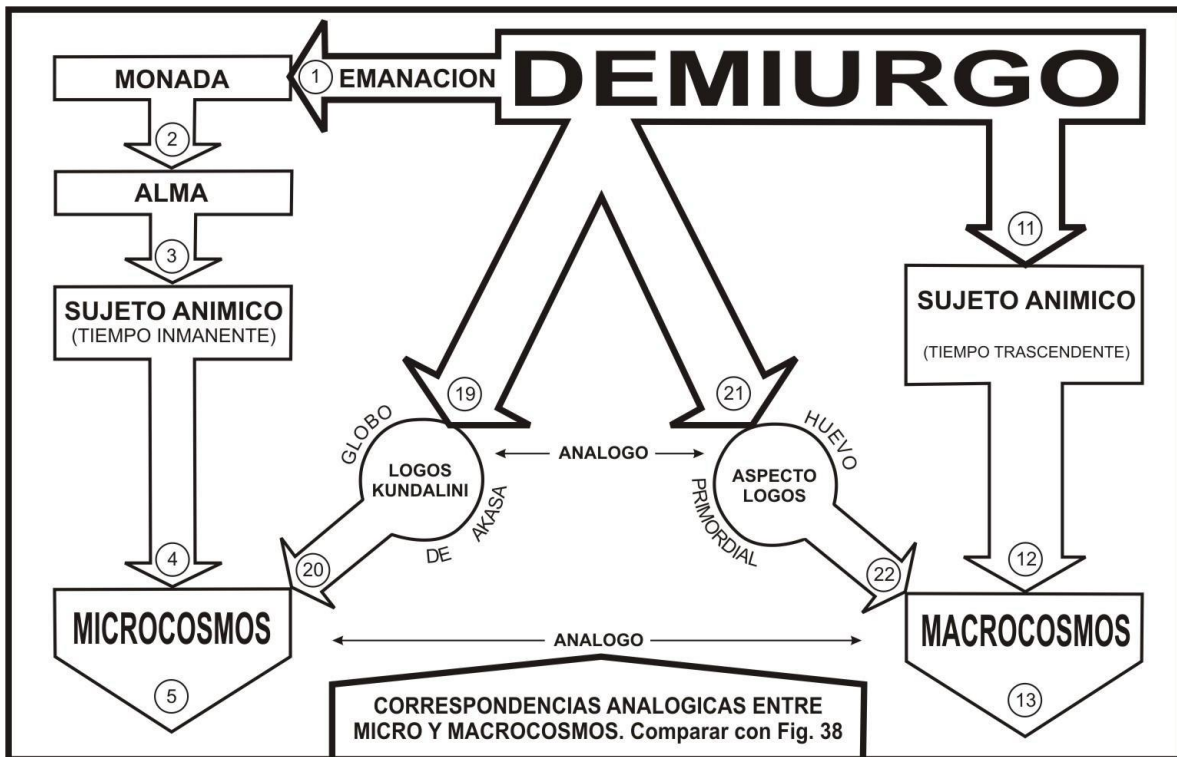 DEMIURGO
1
EMANACION
MONADA
2
ALMA
3
11
SUJETO ANIMICO
(TIEMPO INMANENTE)
SUJETO ANIMICO
(TIEMPO TRASCENDENTE)
19
21
GLOBO
DE AKASA
LOGOS
KUNDALINI
ANALOGO
HUEVO
PRIMORDIAL
ASPECTO
LOGOS
4
20
22
12
MICROCOSMOS
5
ANALOGO
MACROCOSMOS
13
CORRESPONDENCIAS ANALOGICAS ENTRE
MICRO Y MACROCOSMOS. Comparar con Fig. 38